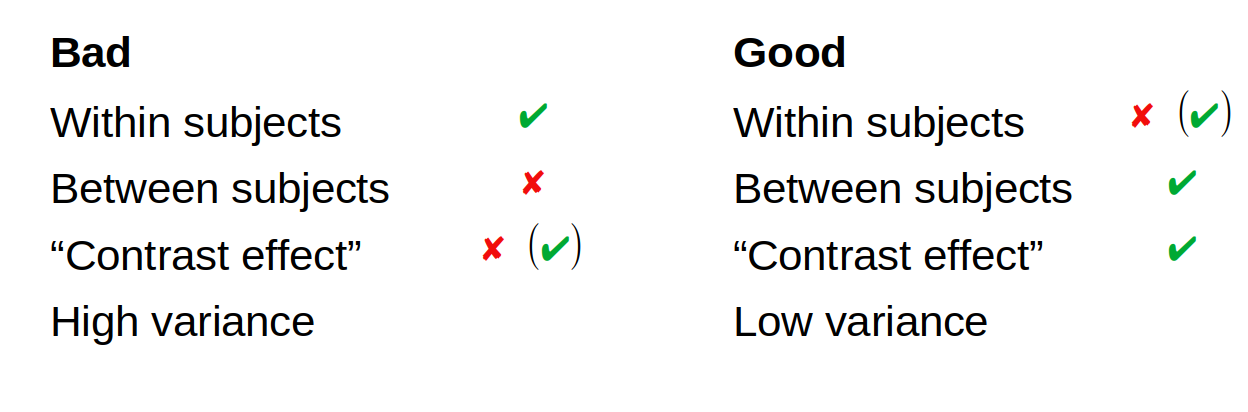 Bad
Within subjects ✔
Between subjects ✘
“Contrast effect” ✘ (✔)
High variance
Good
Within subjects ✘ (✔)
Between subjects ✔
“Contrast effect” ✔
Low variance